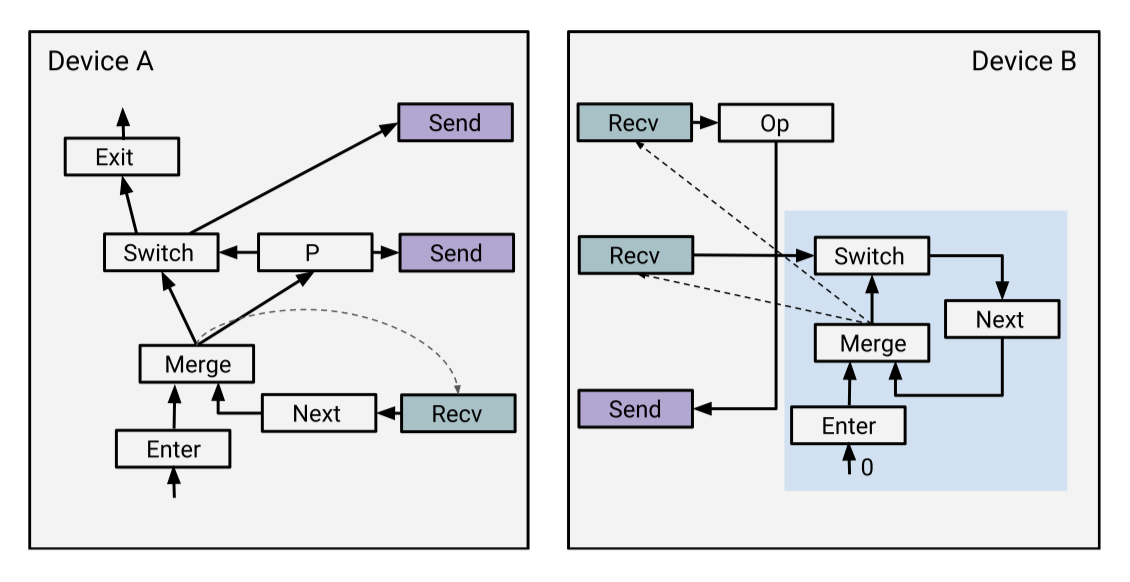 Device A
Send
Exit
Switch
P
Send
Merge
Next
Recv
Enter
Device B
Recv
Op
Recv
Switch
Next
Merge
Send
Enter
0